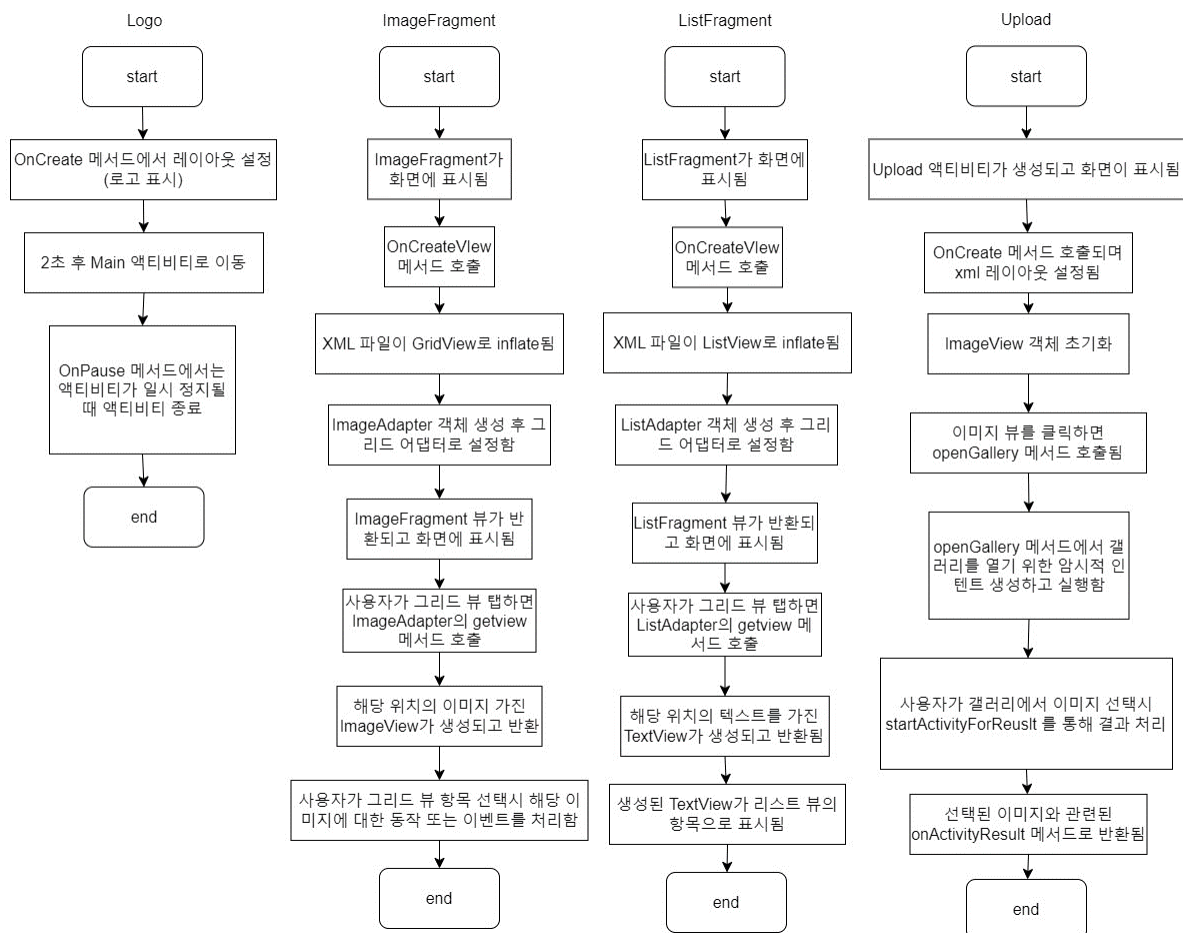 Logo
start
OnCreate 메서드에서 레이아웃 설정
(로고 표시)
2초 후 Main 액티비티로 이동
OnPause 메서드에서는
액티비티가 일시 정지될
때 액티비티 종료
end
ImageFragment
start
ImageFragment가
화면에 표시됨
OnCreateVIew
메서드 호출
XML 파일이 GridView로 inflate됨
ImageAdapter 객체 생성 후 그
리드 어댑터로 설정함
ImageFragment 뷰가 반
환되고 화면에 표시됨
사용자가 그리드 뷰 탭하면
ImageAdapter의 getview
메서드 호출
해당 위치의 이미지 가진
ImageView가 생성되고 반환
사용자가 그리드 뷰 항목 선택시 해당 이
미지에 대한 동작 또는 이벤트를 처리함
end
ListFragment
start
ListFragment가 화면에
표시됨
OnCreateVIew
메서드 호출
XML 파일이 ListView로 inflate됨
ListAdapter 객체 생성 후 그리
드 어댑터로 설정함
ListFragment 뷰가 반환되
고 화면에 표시됨
사용자가 그리드 뷰 탭하면
ListAdapter의 getview 메
서드 호출
해당 위치의 텍스트를 가진
TextView가 생성되고 반환됨
생성된 TextView가 리스트 뷰의
항목으로 표시됨
end
Upload
start
Upload 액티비티가 생성되고 화면이 표시됨
OnCreate 메서드 호출되며
xml 레이아웃 설정됨
ImageView 객체 초기화
이미지 뷰를 클릭하면
openGallery 메서드 호출됨
openGallery 메서드에서 갤
러리를 열기 위한 암시적 인
텐트 생성하고 실행함
사용자가 갤러리에서 이미지 선택시
startActivityForReuslt 를 통해 결과 처리
선택된 이미지와 관련된
onActivityResult 메서드로 반환됨
end